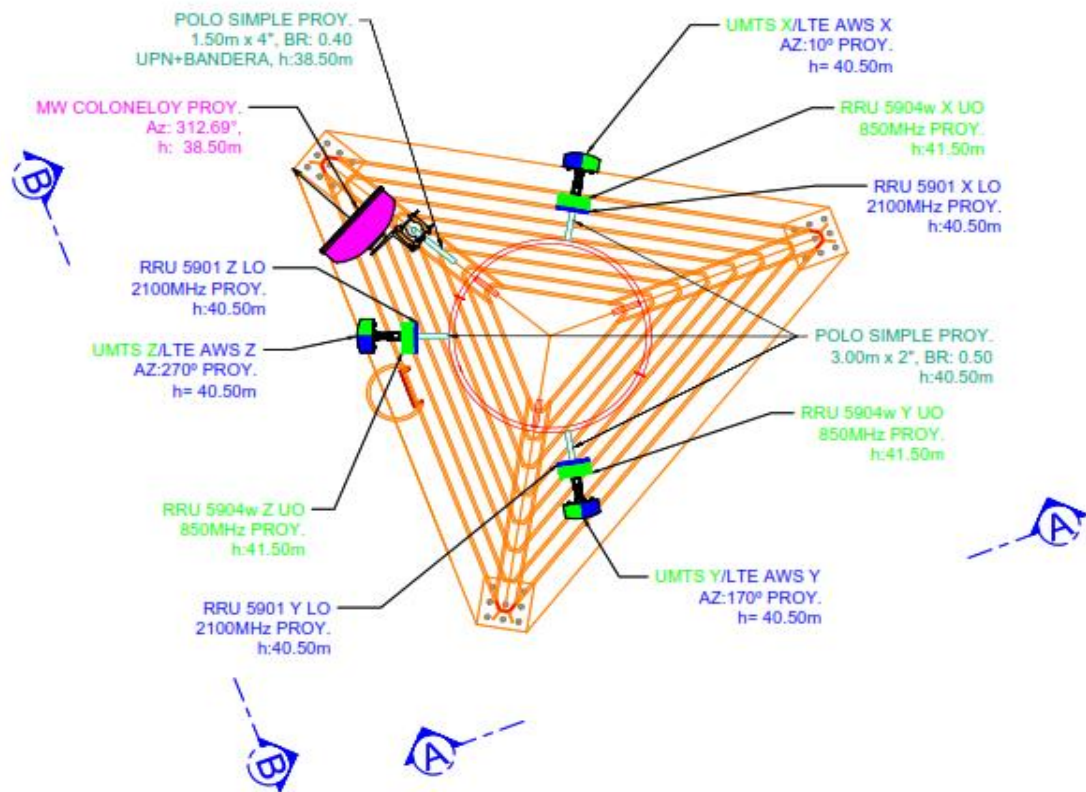 POLO SIMPLE PROY.
1.50m x 4", BR: 0.40
UPN+BANDERA, h:38.50m
UMTS X/LTE AWS X
AZ:10º PROY.
h= 40.50m
MW COLONELOY PROY.
Az: 312.69°,
h: 38.50m
RRU 5904w X UO
850MHz PROY.
h:41.50m
B
RRU 5901 X LO
2100MHz PROY.
h:40.50m
RRU 5901 Z LO
2100MHz PROY.
h:40.50m
UMTS Z/LTE AWS Z
AZ:270º PROY.
h= 40.50m
POLO SIMPLE PROY.
3.00m x 2", BR: 0.50
h:40.50m
RRU 5904w Y UO
850MHz PROY.
h:41.50m
RRU 5904w Z UO
850MHz PROY.
h:41.50m
A
UMTS Y/LTE AWS Y
AZ:170º PROY.
h= 40.50m
RRU 5901 Y LO
2100MHz PROY.
h:40.50m
B
A